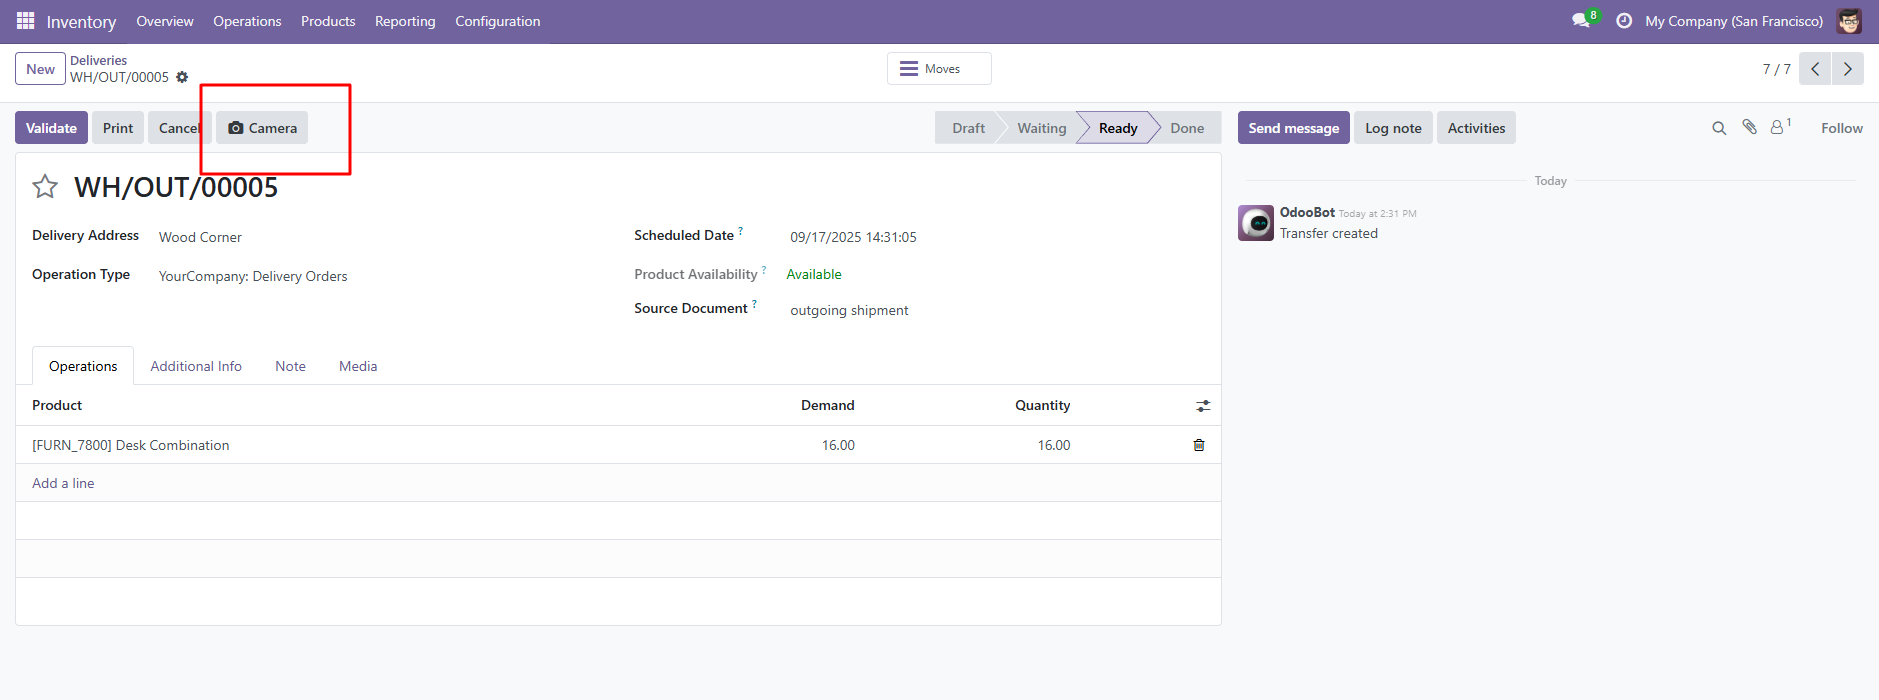 Inventory Overview Operations Products Reporting Configuration 8 My Company (San Francisco)
New Deliveries
WH/OUT/00005 Moves 7 / 7
Validate Print Cancel Camera Draft Waiting Ready Done Send message Log note Activities 1 Follow
WH/OUT/00005
Today
OdooBot Today at 2:31 PM
Transfer created
Delivery Address Wood Corner Scheduled Date ? 09/17/2025 14:31:05
Operation Type YourCompany: Delivery Orders Product Availability ? Available
Source Document ? outgoing shipment
Operations Additional Info Note Media
Product Demand Quantity
[FURN_7800] Desk Combination 16.00 16.00
Add a line